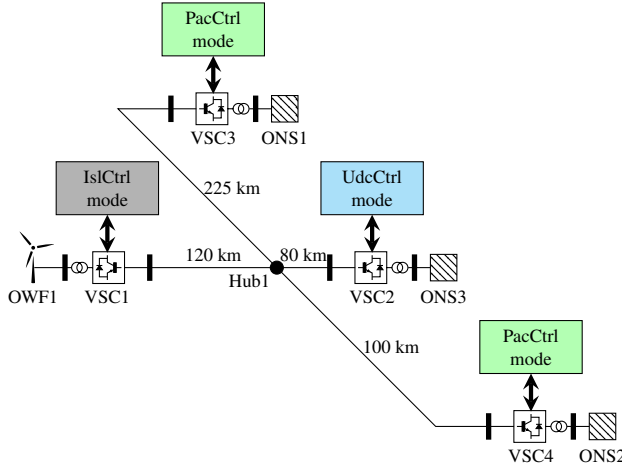 PacCtrl
mode
VSC3
ONS1
225 km
IslCtrl
mode
UdcCtrl
mode
120 km
80 km
OWF1
VSC1
Hub1
VSC2
ONS3
100 km
PacCtrl
mode
VSC4
ONS2